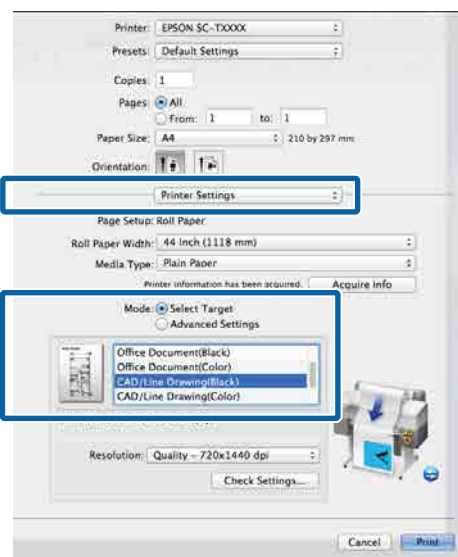 Printer: EPSON SC-TXXXX
Presets: Default Settings
Copies: 1
Pages: All
From: 1 to: 1
Paper Size: A4 210 by 297 mm
Orientation:
Printer Settings
Page Setup: Roll Paper
Roll Paper Width: 44 Inch (1118 mm)
Media Type: Plain Paper
Printer information has been acquired. Acquire Info
Mode: Select Target
Advanced Settings
Office Document(Black)
Office Document(Color)
CAD/Line Drawing(Black)
CAD/Line Drawing(Color)
Resolution: Quality - 720x1440 dpi
Check Settings...
Cancel Print